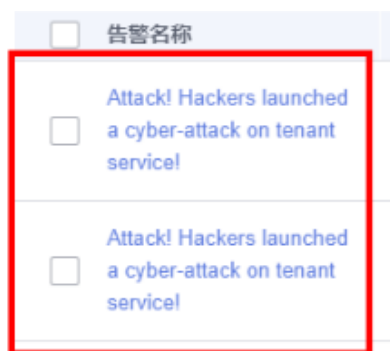 告警名称
Attack! Hackers launched
a cyber-attack on tenant
service!
Attack! Hackers launched
a cyber-attack on tenant
service!